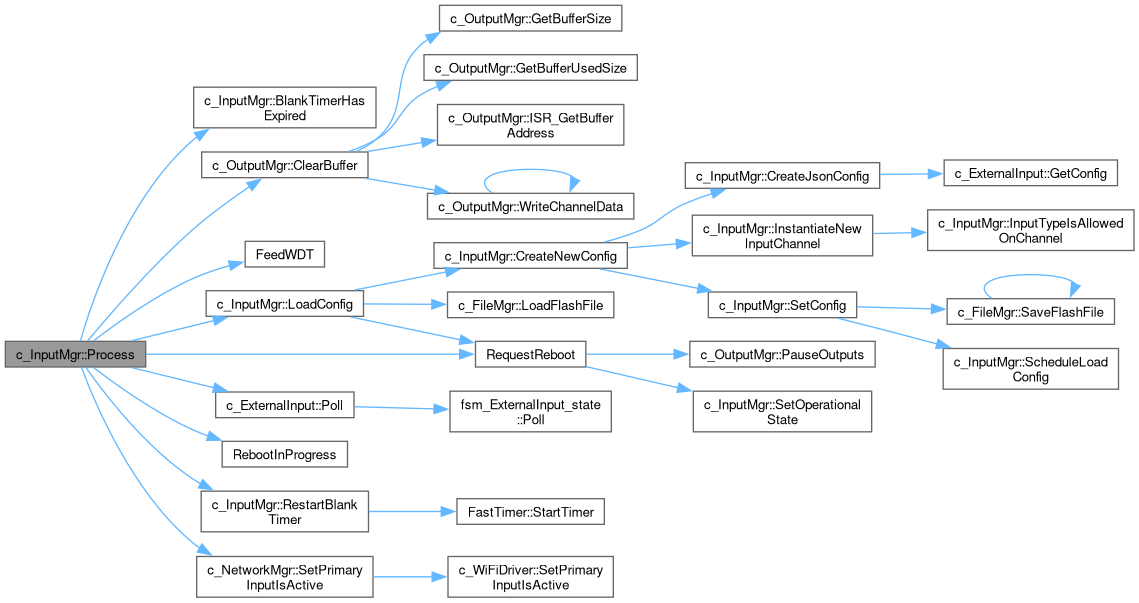 c_OutputMgr::GetBufferSize
c_OutputMgr::GetBufferUsedSize
c_InputMgr::BlankTimerHas
Expired
c_OutputMgr::ISR_GetBuffer
Address
c_OutputMgr::ClearBuffer
c_OutputMgr::WriteChannelData
c_InputMgr::CreateJsonConfig
c_ExternalInput::GetConfig
c_InputMgr::InstantiateNew
InputChannel
c_InputMgr::InputTypeIsAllowed
OnChannel
FeedWDT
c_InputMgr::CreateNewConfig
c_InputMgr::LoadConfig
c_FileMgr::LoadFlashFile
c_InputMgr::SetConfig
c_FileMgr::SaveFlashFile
c_InputMgr::Process
RequestReboot
c_OutputMgr::PauseOutputs
c_InputMgr::ScheduleLoad
Config
c_ExternalInput::Poll
fsm_ExternalInput_state
::Poll
c_InputMgr::SetOperational
State
RebootInProgress
c_InputMgr::RestartBlank
Timer
FastTimer::StartTimer
c_NetworkMgr::SetPrimary
InputIsActive
c_WiFiDriver::SetPrimary
InputIsActive